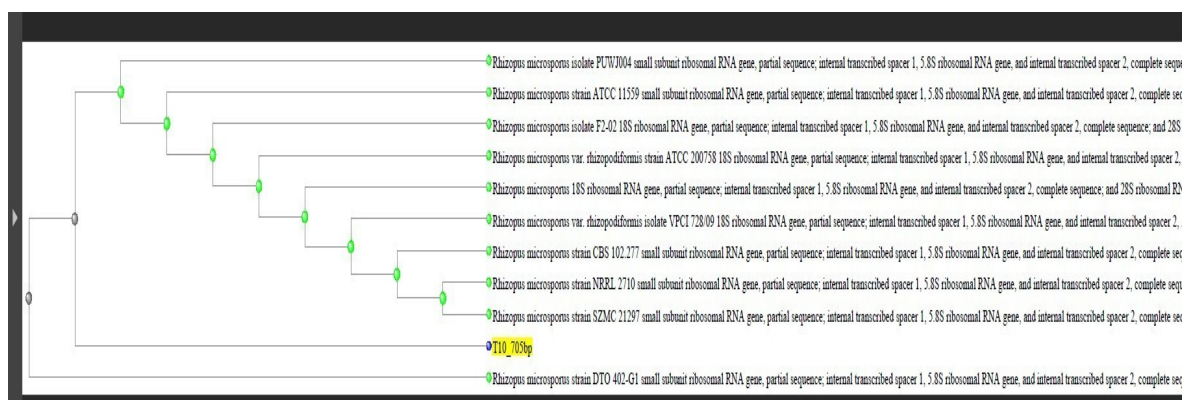 Rhizopus microsporus isolate PUWJ004 small subunit ribosomal RNA gene, partial sequence; internal transcribed spacer 1, 5.8S ribosomal RNA gene, and internal transcribed spacer 2, complete seque
Rhizopus microsporus strain ATCC 11559 small subunit ribosomal RNA gene, partial sequence; internal transcribed spacer 1, 5.8S ribosomal RNA gene, and internal transcribed spacer 2, complete sec
Rhizopus microsporus isolate F2-02 18S ribosomal RNA gene, partial sequence; internal transcribed spacer 1, 5.8S ribosomal RNA gene, and internal transcribed spacer 2, complete sequence; and 28S
Rhizopus microsporus var. rhizopodiformis strain ATCC 200758 18S ribosomal RNA gene, partial sequence; internal transcribed spacer 1, 5.8S ribosomal RNA gene, and internal transcribed spacer 2,
Rhizopus microsporus 18S ribosomal RNA gene, partial sequence; internal transcribed spacer 1, 5.8S ribosomal RNA gene, and internal transcribed spacer 2, complete sequence; and 28S ribosomal RN
Rhizopus microsporus var. rhizopodiformis isolate VPCI 728/09 18S ribosomal RNA gene, partial sequence; internal transcribed spacer 1, 5.8S ribosomal RNA gene, and internal transcribed spacer 2,
Rhizopus microsporus strain CBS 102.277 small subunit ribosomal RNA gene, partial sequence; internal transcribed spacer 1, 5.8S ribosomal RNA gene, and internal transcribed spacer 2, complete sec
Rhizopus microsporus strain NRRL 2710 small subunit ribosomal RNA gene, partial sequence; internal transcribed spacer 1, 5.8S ribosomal RNA gene, and internal transcribed spacer 2, complete sequ
Rhizopus microsporus strain SZMC 21297 small subunit ribosomal RNA gene, partial sequence; internal transcribed spacer 1, 5.8S ribosomal RNA gene, and internal transcribed spacer 2, complete sec
T10_705bp
Rhizopus microsporus strain DTO 402-G1 small subunit ribosomal RNA gene, partial sequence; internal transcribed spacer 1, 5.8S ribosomal RNA gene, and internal transcribed spacer 2, complete seq